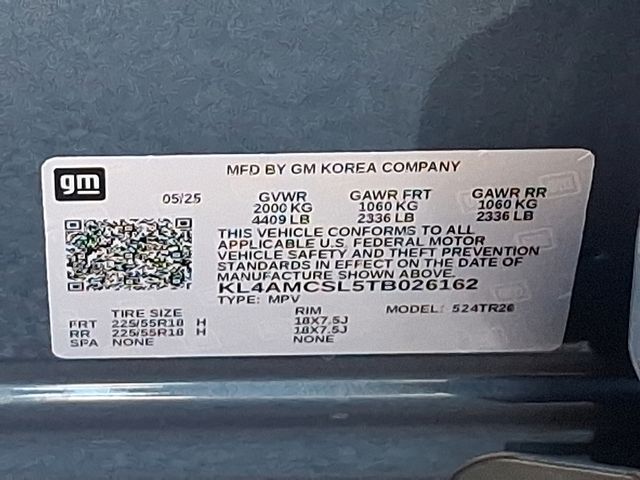 gm
MFD BY GM KOREA COMPANY
05/25 GVWR GAWR FRT GAWR RR
2000 KG 1060 KG 1060 KG
4409 LB 2336 LB 2336 LB
THIS VEHICLE CONFORMS TO ALL
APPLICABLE U.S. FEDERAL MOTOR
VEHICLE SAFETY AND THEFT PREVENTION
STANDARDS IN EFFECT ON THE DATE OF
MANUFACTURE SHOWN ABOVE.
KL4AMCSL5TB026162
TYPE: MPV
TIRE SIZE RIM MODEL: 524TR26
FRT 225/55R18 H 18X7.5J
RR 225/55R18 H 18X7.5J
SPA NONE NONE